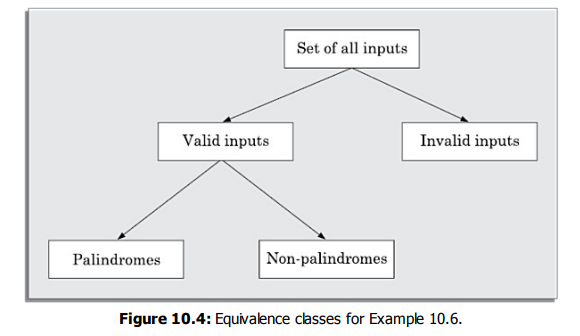 Set of all inputs
Valid inputs
Invalid inputs
Palindromes
Non-palindromes
Figure 10.4: Equivalence classes for Example 10.6.